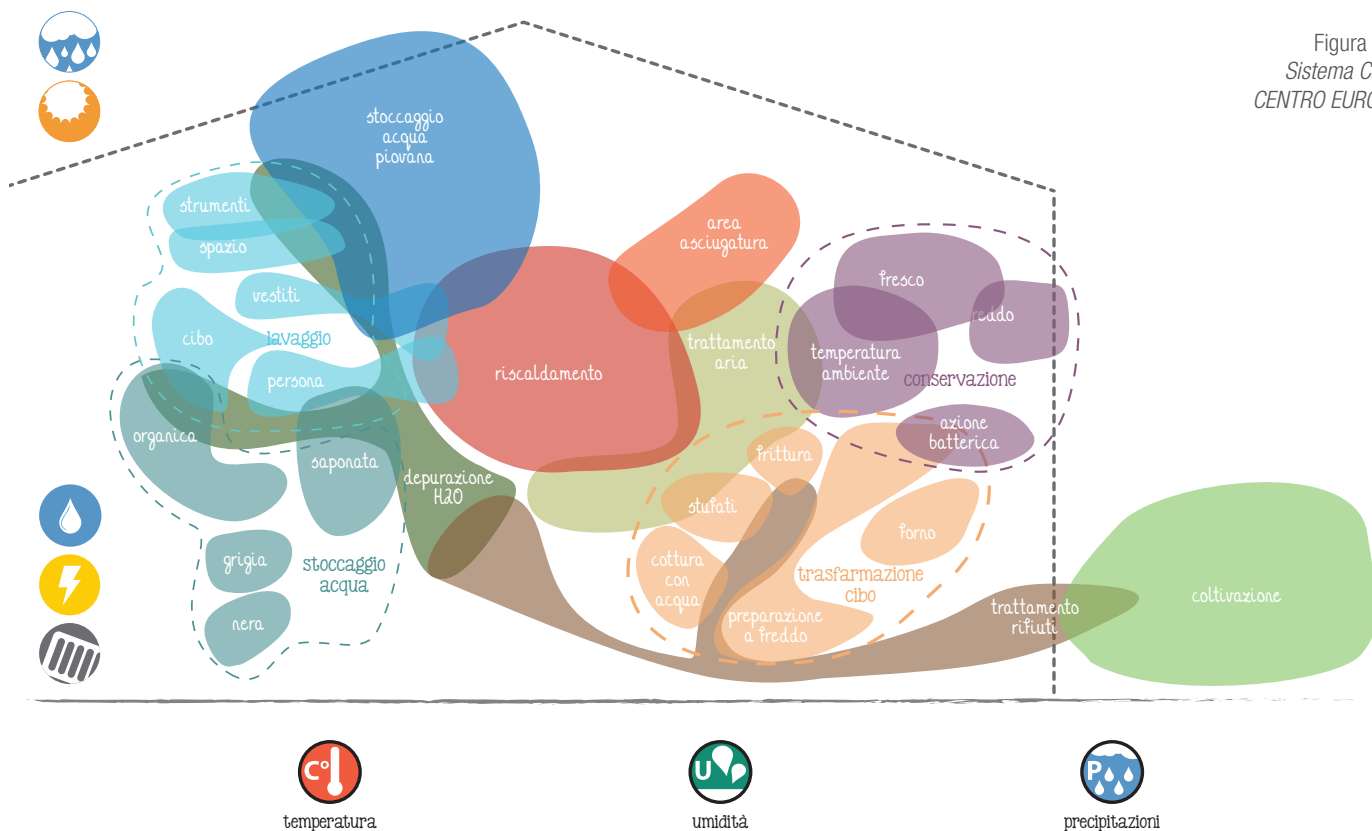 Figura
Sistema C
CENTRO EURO
stoccaggio
acqua
piovana
strumenti
spazio
vestiti
cibo
lavaggio
persona
area
asciugatura
riscaldamento
trattamento
aria
fresco
reddo
temperatura
ambiente
conservazione
azione
batterica
organica
saponata
depurazione
H2O
grigia
nera
stoccaggio
acqua
frittura
stufati
forno
cottura
con
acqua
trasfarmazione
cibo
preparazione
a freddo
trattamento
rifiuti
coltivazione
C°
U
P
temperatura
umidità
precipitazioni